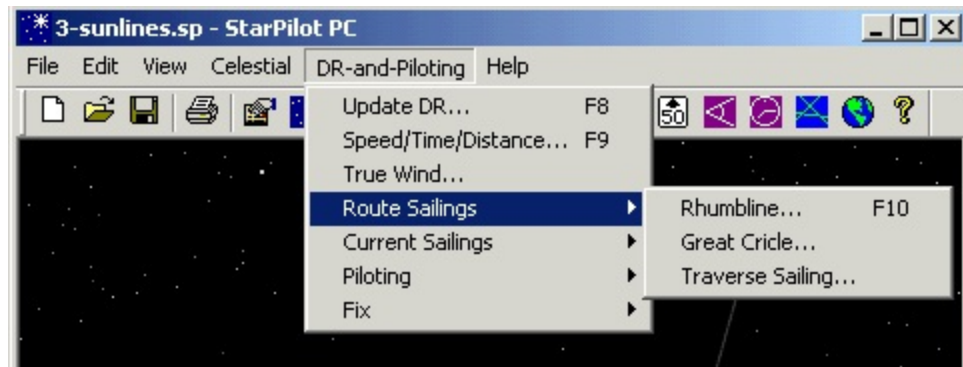 3-sunlines.sp - StarPilot PC
File Edit View Celestial DR-and-Piloting Help
50
Update DR... F8
Speed/Time/Distance... F9
True Wind...
Route Sailings
Current Sailings
Piloting
Fix
Rhumbline... F10
Great Cricle...
Traverse Sailing...